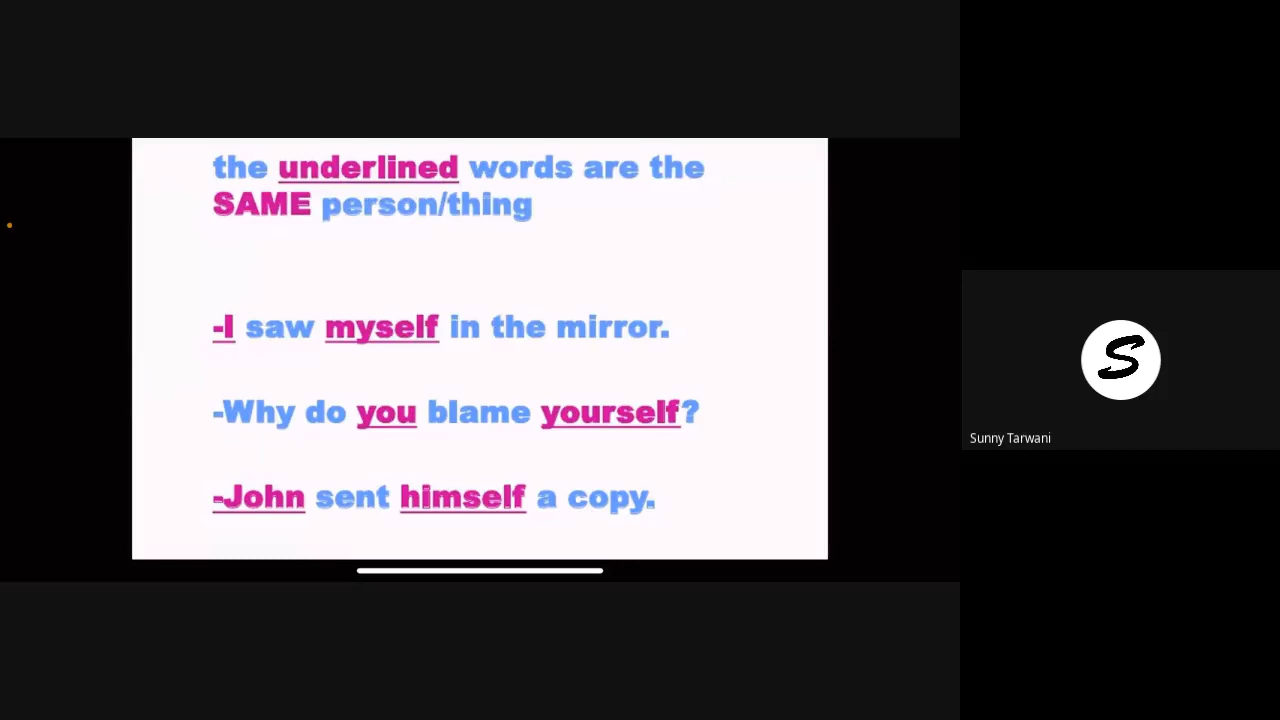 the underlined words are the
SAME person/thing
-I saw myself in the mirror.
-Why do you blame yourself?
-John sent himself a copy.
S
Sunny Tarwani